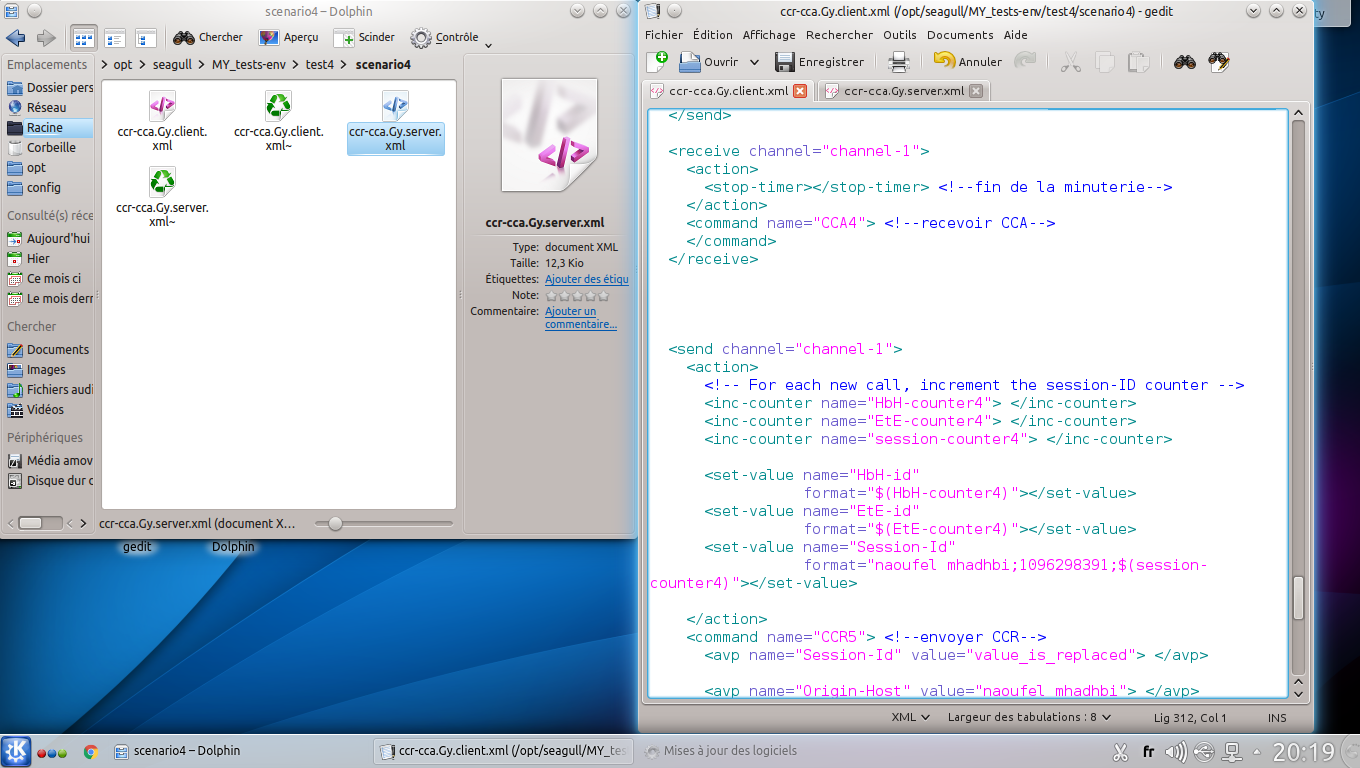 scenario4 – Dolphin
Chercher
Aperçu
Scinder
Contrôle
Emplacements
opt
seagull
MY_tests-env
test4
scenario4
Dossier pers
Réseau
Racine
Corbeille
opt
config
Consulté(s) réce
Aujourd'hui
Hier
Ce mois ci
Le mois dern
Chercher
Documents
Images
Fichiers audi
Vidéos
Périphériques
Média amov
Disque dur c
ccr-cca.Gy.client.
xml
ccr-cca.Gy.client.
xml~
ccr-cca.Gy.server.
xml
ccr-cca.Gy.server.
xml~
ccr-cca.Gy.server.xml
Type: document XML
Taille: 12,3 Kio
Étiquettes: Ajouter des étiqu
Note:
Commentaire: Ajouter un
commentaire...
ccr-cca.Gy.server.xml (document X...
gedit
Dolphin
ccr-cca.Gy.client.xml (/opt/seagull/MY_tests-env/test4/scenario4) - gedit
Fichier Édition Affichage Rechercher Outils Documents Aide
Ouvrir
Enregistrer
Annuler
ccr-cca.Gy.client.xml
ccr-cca.Gy.server.xml
</send>
<receive channel="channel-1">
<action>
<stop-timer></stop-timer> <!--fin de la minuterie-->
</action>
<command name="CCA4"> <!--recevoir CCA-->
</command>
</receive>
<send channel="channel-1">
<action>
<!-- For each new call, increment the session-ID counter -->
<inc-counter name="HbH-counter4"> </inc-counter>
<inc-counter name="EtE-counter4"> </inc-counter>
<inc-counter name="session-counter4"> </inc-counter>
<set-value name="HbH-id"
format="$(HbH-counter4)"></set-value>
<set-value name="EtE-id"
format="$(EtE-counter4)"></set-value>
<set-value name="Session-Id"
format="naoufel mhadhbi;1096298391;$(session-
counter4)"></set-value>
</action>
<command name="CCR5"> <!--envoyer CCR-->
<avp name="Session-Id" value="value_is_replaced"> </avp>
<avp name="Origin-Host" value="naoufel mhadhbi"> </avp>
XML
Largeur des tabulations : 8
Lig 312, Col 1
INS
ty
scenario4 – Dolphin
ccr-cca.Gy.client.xml (/opt/seagull/MY_tes
Mises à jour des logiciels
fr
20:19